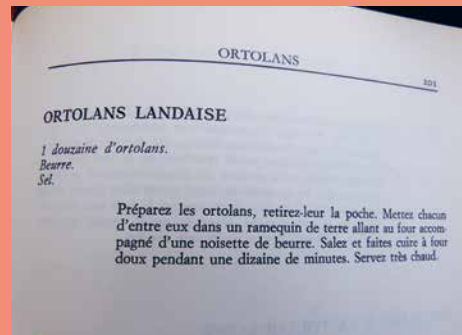 ORTOLANS
201
ORTOLANS LANDAISE
1 douzaine d'ortolans.
Beurre.
Sel.
Préparez les ortolans, retirez-leur la poche. Mettez chacun
d'entre eux dans un ramequin de terre allant au four accom-
pagné d'une noisette de beurre. Salez et faites cuire à four
doux pendant une dizaine de minutes. Servez très chaud.